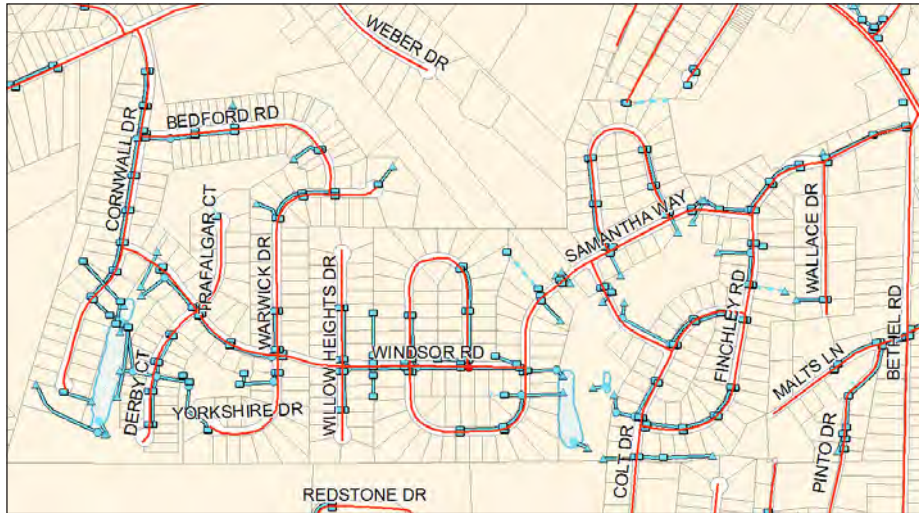 WEBER DR
BEDFORD RD
CORNWALL DR
TRAFALGAR CT
WARWICK DR
WILLOW HEIGHTS DR
SAMANTHA WAY
WALLACE DR
FINCHLEY RD
BETHEL RD
WINDSOR RD
MALTS LN
DERBY CT
YORKSHIRE DR
COLT DR
PINTO DR
REDSTONE DR